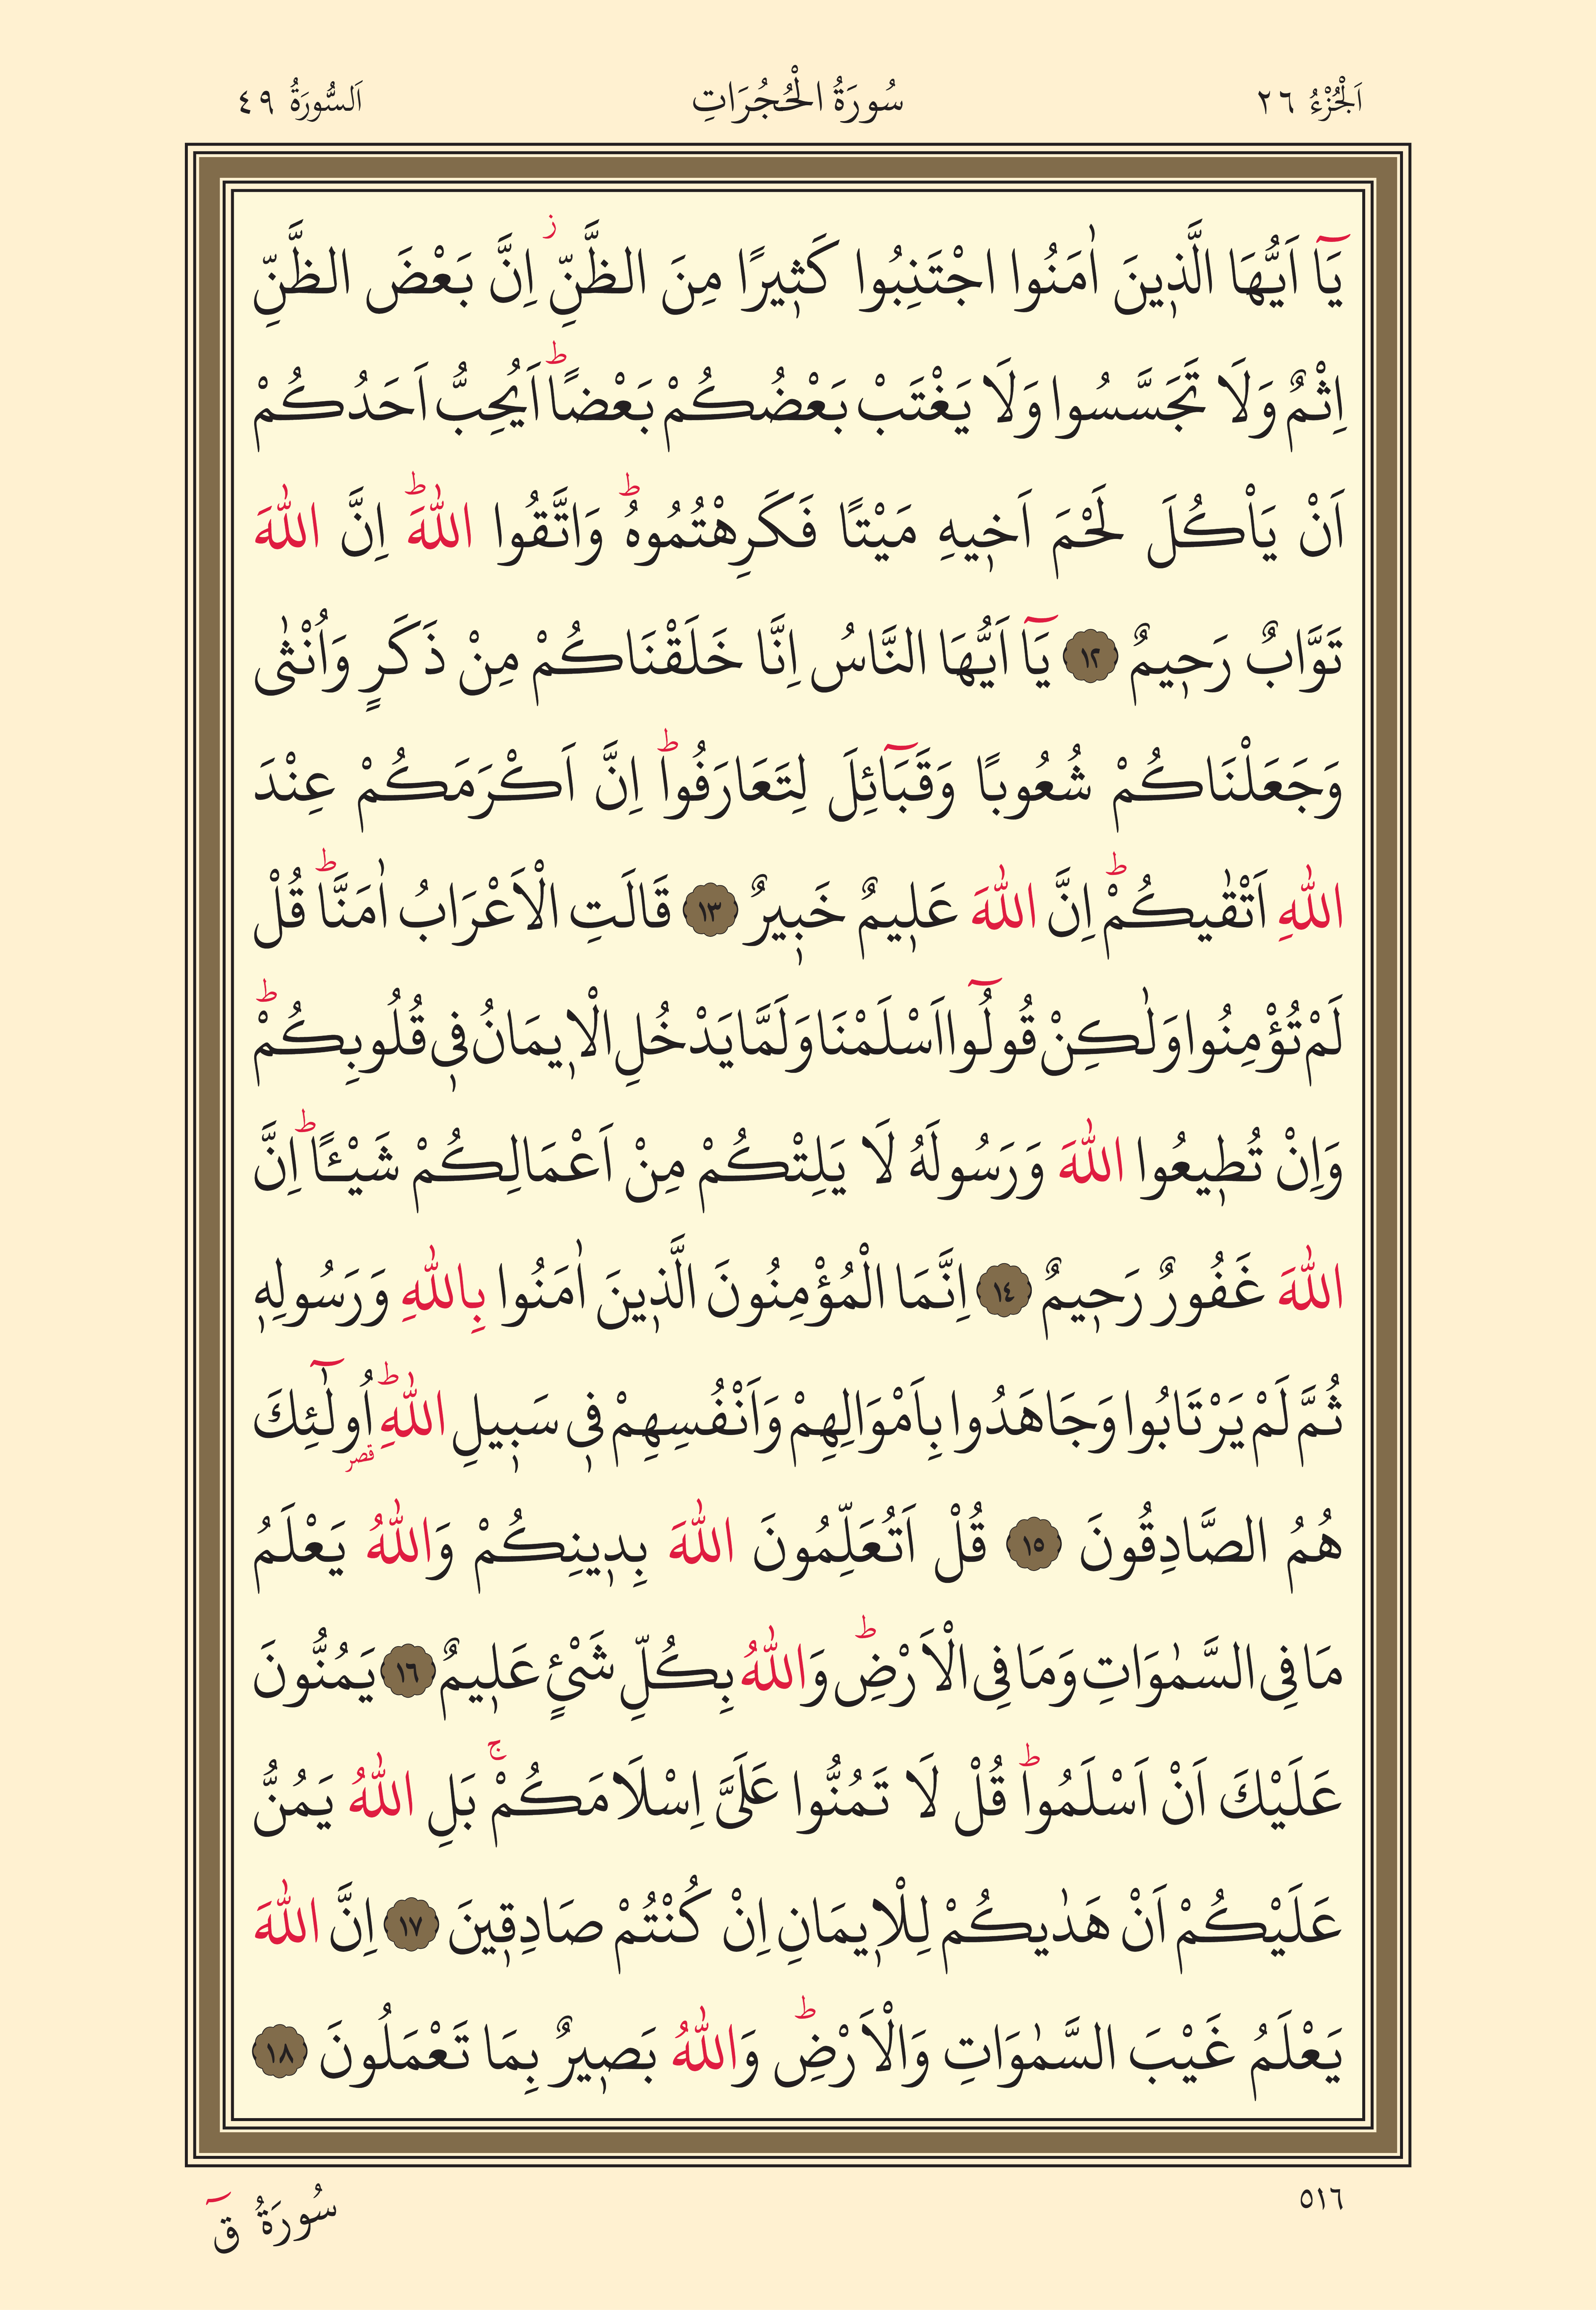 اَلْجُزْءُ ٢٦
سُورَةُ الْحُجُرَاتِ
اَلسُّورَةُ ٤٩
يَٓا اَيُّهَا الَّذ۪ينَ اٰمَنُوا اجْتَنِبُوا كَث۪يرًا مِنَ الظَّنِّۘ اِنَّ بَعْضَ الظَّنِّ
اِثْمٌ وَلَا تَجَسَّسُوا وَلَا يَغْتَبْ بَعْضُكُمْ بَعْضًاۜ اَيُحِبُّ اَحَدُكُمْ
اَنْ يَاْكُلَ لَحْمَ اَخ۪يهِ مَيْتًا فَكَرِهْتُمُوهُۜ وَاتَّقُوا اللّٰهَۜ اِنَّ اللّٰهَ
تَوَّابٌ رَح۪يمٌ ١٢ يَٓا اَيُّهَا النَّاسُ اِنَّا خَلَقْنَاكُمْ مِنْ ذَكَرٍ وَاُنْثٰى
وَجَعَلْنَاكُمْ شُعُوبًا وَقَبَٓائِلَ لِتَعَارَفُواۜ اِنَّ اَكْرَمَكُمْ عِنْدَ
اللّٰهِ اَتْقٰيكُمْۜ اِنَّ اللّٰهَ عَل۪يمٌ خَب۪يرٌ ١٣ قَالَتِ الْاَعْرَابُ اٰمَنَّاۜ قُلْ
لَمْ تُؤْمِنُوا وَلٰكِنْ قُولُٓوا اَسْلَمْنَا وَلَمَّا يَدْخُلِ الْا۪يمَانُ ف۪ي قُلُوبِكُمْۜ
وَاِنْ تُط۪يعُوا اللّٰهَ وَرَسُولَهُ لَا يَلِتْكُمْ مِنْ اَعْمَالِكُمْ شَيْـًٔاۜ اِنَّ
اللّٰهَ غَفُورٌ رَح۪يمٌ ١٤ اِنَّمَا الْمُؤْمِنُونَ الَّذ۪ينَ اٰمَنُوا بِاللّٰهِ وَرَسُولِه۪
ثُمَّ لَمْ يَرْتَابُوا وَجَاهَدُوا بِاَمْوَالِهِمْ وَاَنْفُسِهِمْ ف۪ي سَب۪يلِ اللّٰهِۜ اُو۬لٰٓئِكَ
قصر
هُمُ الصَّادِقُونَ ١٥ قُلْ اَتُعَلِّمُونَ اللّٰهَ بِد۪ينِكُمْ وَاللّٰهُ يَعْلَمُ
مَا فِي السَّمٰوَاتِ وَمَا فِي الْاَرْضِۜ وَاللّٰهُ بِكُلِّ شَيْءٍ عَل۪يمٌ ١٦ يَمُنُّونَ
عَلَيْكَ اَنْ اَسْلَمُواۜ قُلْ لَا تَمُنُّوا عَلَيَّ اِسْلَامَكُمْۚ بَلِ اللّٰهُ يَمُنُّ
عَلَيْكُمْ اَنْ هَدٰيكُمْ لِلْا۪يمَانِ اِنْ كُنْتُمْ صَادِق۪ينَ ١٧ اِنَّ اللّٰهَ
يَعْلَمُ غَيْبَ السَّمٰوَاتِ وَالْاَرْضِۜ وَاللّٰهُ بَص۪يرٌ بِمَا تَعْمَلُونَ ١٨
٥١٦
سُورَةُ قٓ